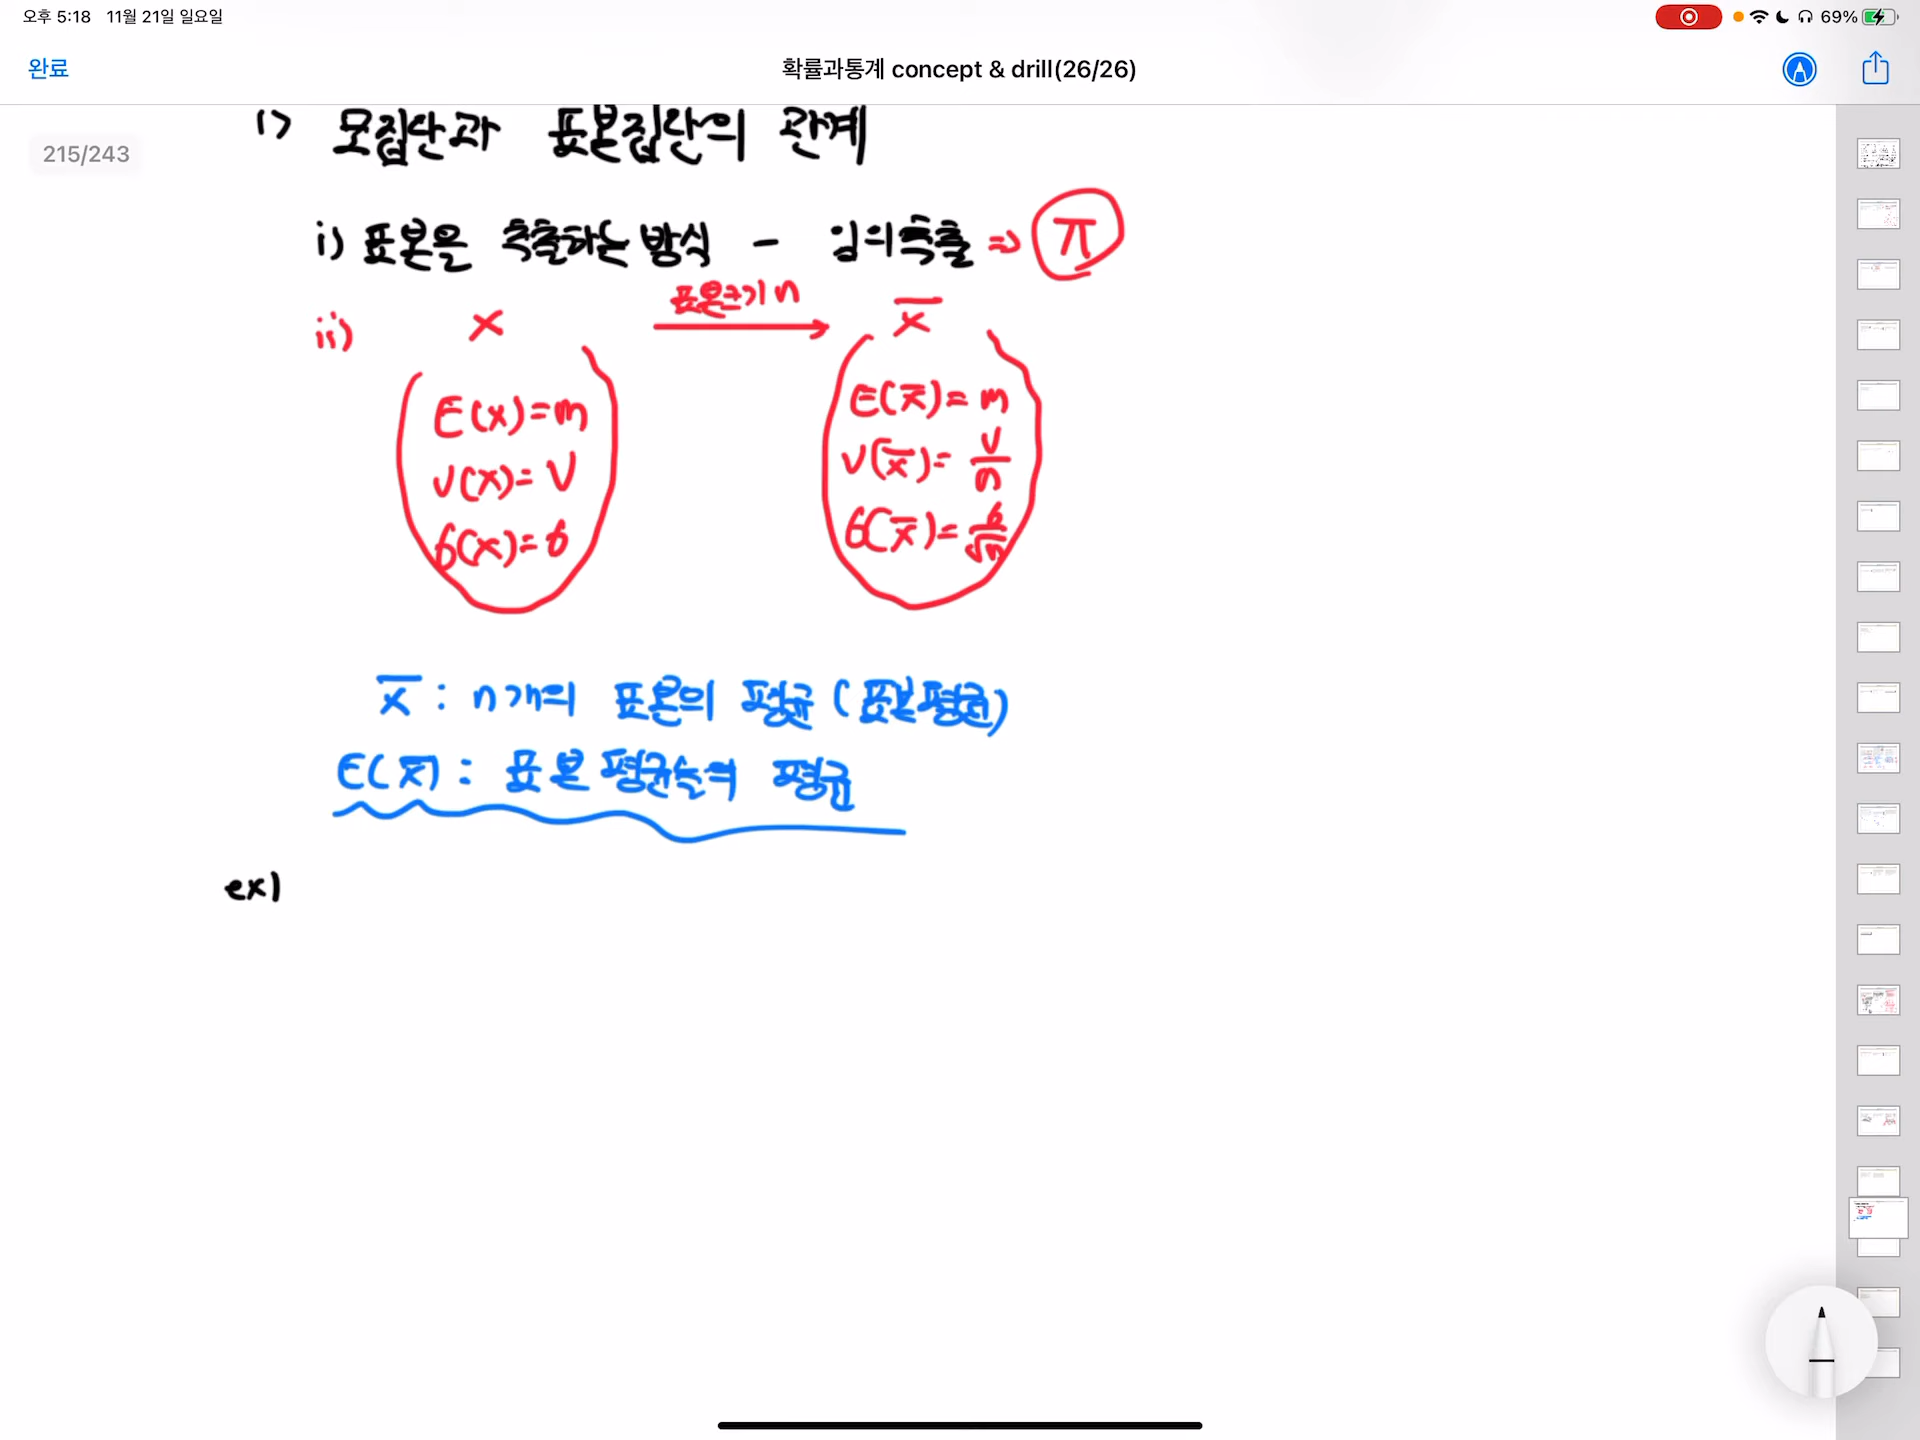 오후 5:18 11월 21일 일요일 69%
완료 확률과통계 concept & drill(26/26)
215/243
1> 모집단과 표본집단의 관계
i) 표본을 추출하는 방식 - 임의추출 => π
ii) X 표본크기 n X̄
E(X)=m
V(X)=V
σ(X)=σ
E(X̄)=m
V(X̄)=V/n
σ(X̄)=σ/√n
X̄ : n개의 표본의 평균 (표본평균)
E(X̄) : 표본평균들의 평균
ex)